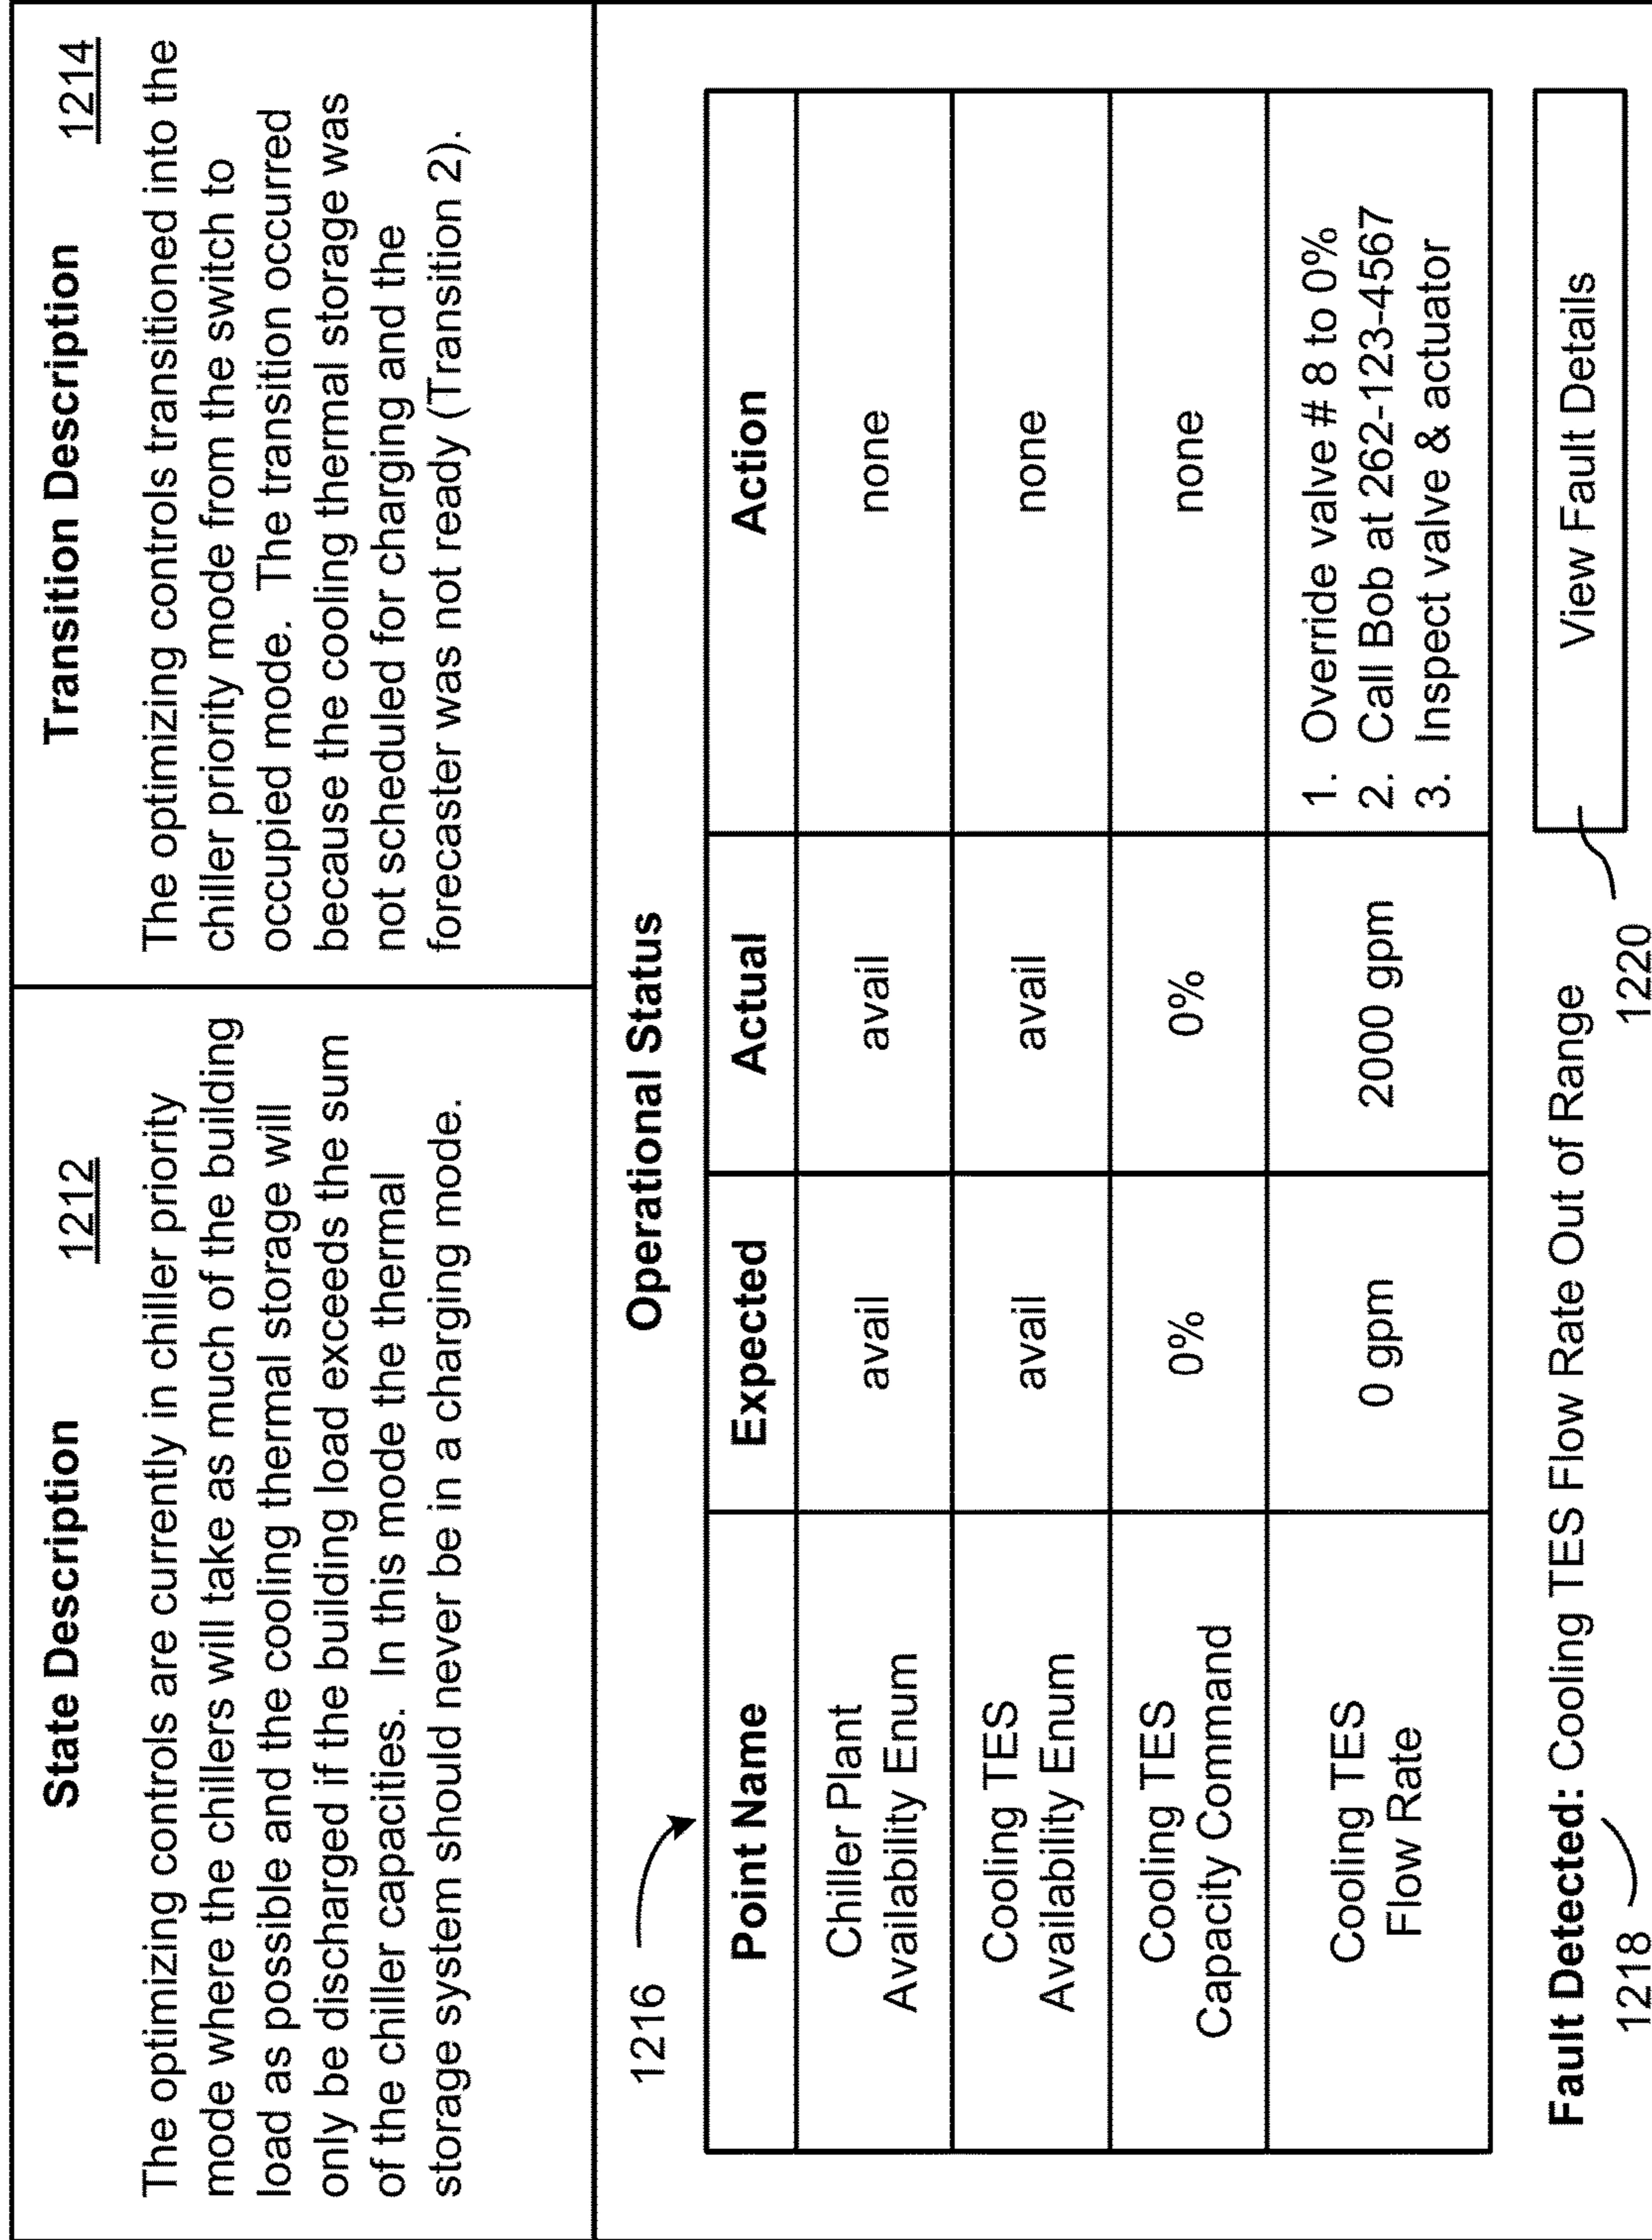 State Description
1212
The optimizing controls are currently in chiller priority
mode where the chillers will take as much of the building
load as possible and the cooling thermal storage will
only be discharged if the building load exceeds the sum
of the chiller capacities. In this mode the thermal
storage system should never be in a charging mode.
Transition Description
1214
The optimizing controls transitioned into the
chiller priority mode from the switch to
occupied mode. The transition occurred
because the cooling thermal storage was
not scheduled for charging and the
forecaster was not ready (Transition 2).
Operational Status
1216
Point Name Expected Actual Action
Chiller Plant
Availability Enum avail avail none
Cooling TES
Availability Enum avail avail none
Cooling TES
Capacity Command 0% 0% none
Cooling TES
Flow Rate 0 gpm 2000 gpm
1. Override valve # 8 to 0%
2. Call Bob at 262-123-4567
3. Inspect valve & actuator
Fault Detected: Cooling TES Flow Rate Out of Range
View Fault Details
1218
1220